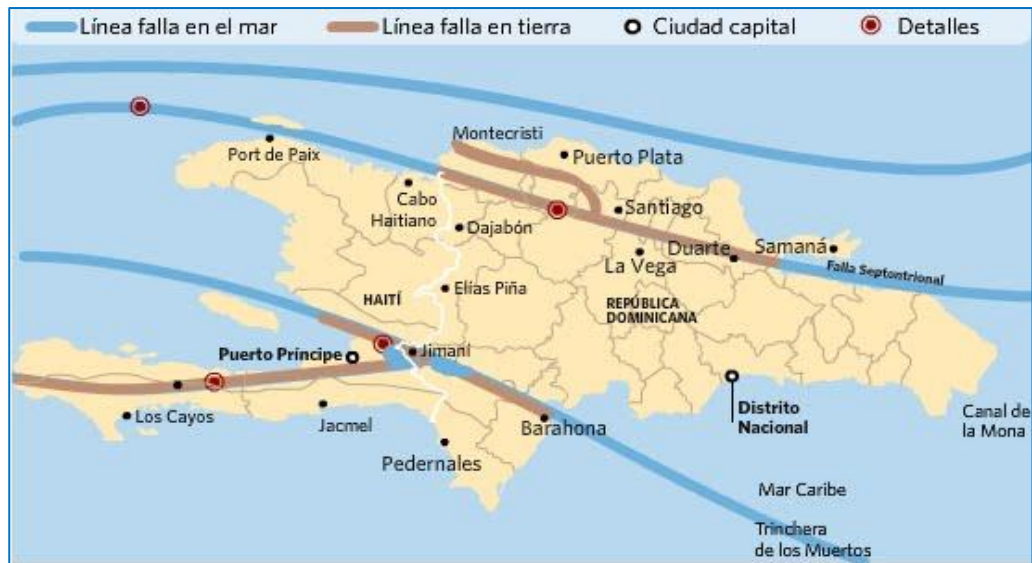 Línea falla en el mar
Línea falla en tierra
Ciudad capital
Detalles
Montecristi
Port de Paix
Puerto Plata
Cabo
Haitiano
Dajabón
Santiago
Duarte
Samaná
La Vega
Falla Septontrional
HAITÍ
Elías Piña
REPÚBLICA
DOMINICANA
Puerto Príncipe
Jimaní
Los Cayos
Jacmel
Barahona
Distrito
Nacional
Canal de
la Mona
Pedernales
Mar Caribe
Trinchera
de los Muertos